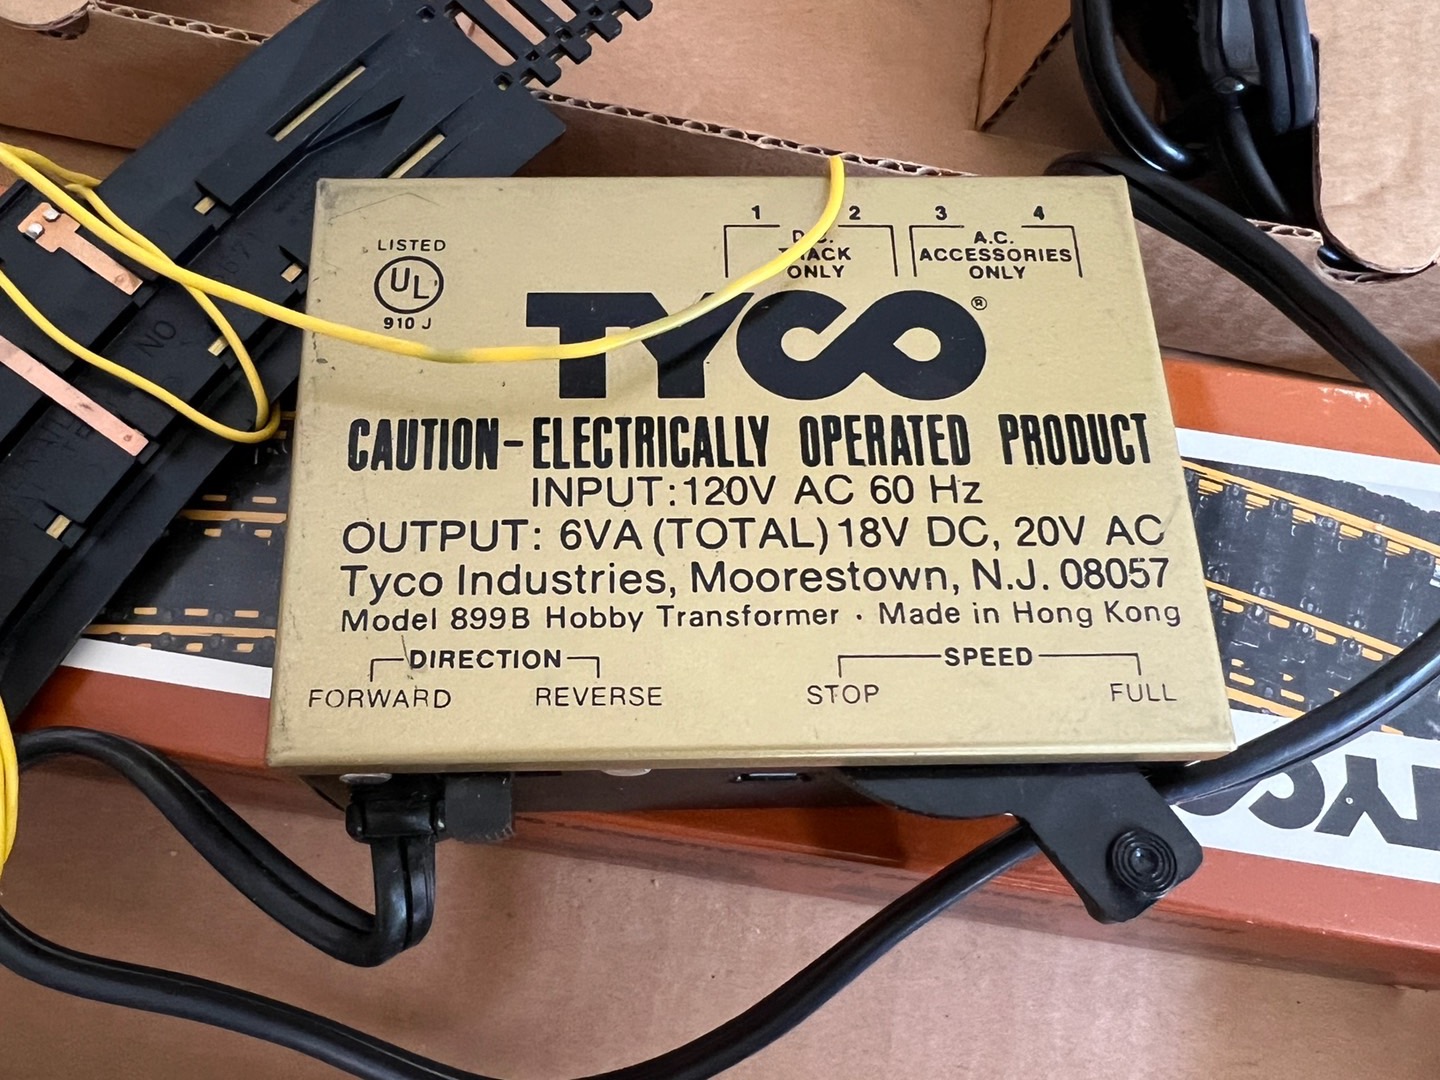 LISTED
UL
910 J
1 2 3 4
D.C.
TRACK
ONLY
A.C.
ACCESSORIES
ONLY
TYCO®
CAUTION-ELECTRICALLY OPERATED PRODUCT
INPUT:120V AC 60 Hz
OUTPUT: 6VA (TOTAL) 18V DC, 20V AC
Tyco Industries, Moorestown, N.J. 08057
Model 899B Hobby Transformer · Made in Hong Kong
DIRECTION
SPEED
FORWARD REVERSE STOP FULL
NO
TYCO